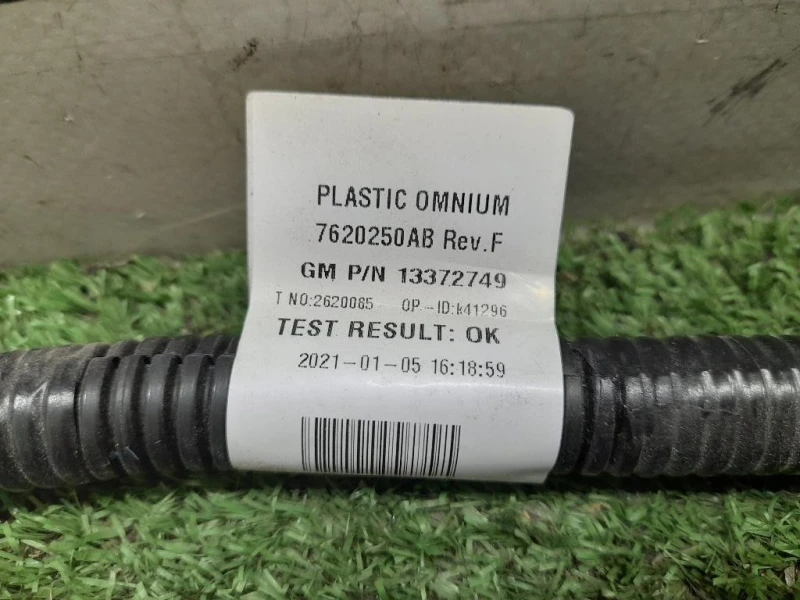 PLASTIC OMNIUM
7620250AB Rev.F
GM P/N 13372749
T NO:2620085 OP.-ID:k41296
TEST RESULT: OK
2021-01-05 16:18:59